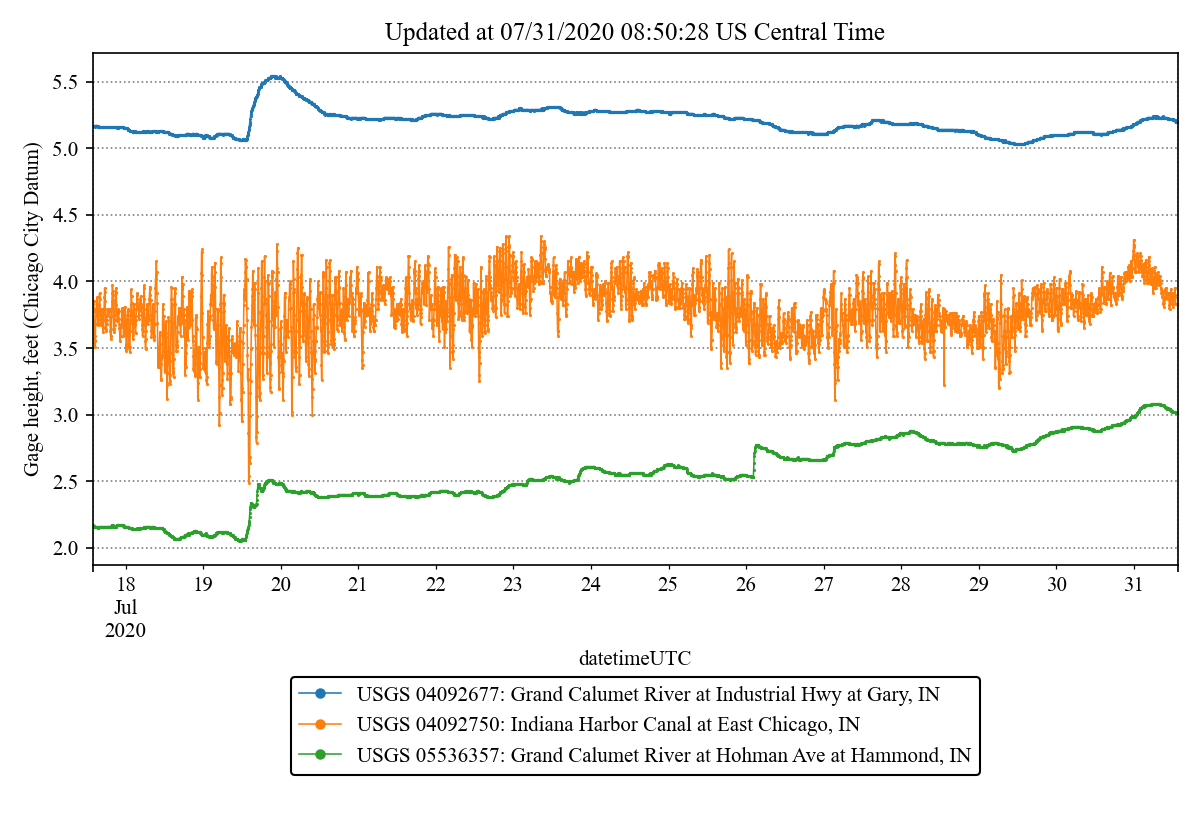 Updated at 07/31/2020 08:50:28 US Central Time
Gage height, feet (Chicago City Datum)
5.5
5.0
4.5
4.0
3.5
3.0
2.5
2.0
18 19 20 21 22 23 24 25 26 27 28 29 30 31
Jul
2020
datetimeUTC
USGS 04092677: Grand Calumet River at Industrial Hwy at Gary, IN
USGS 04092750: Indiana Harbor Canal at East Chicago, IN
USGS 05536357: Grand Calumet River at Hohman Ave at Hammond, IN